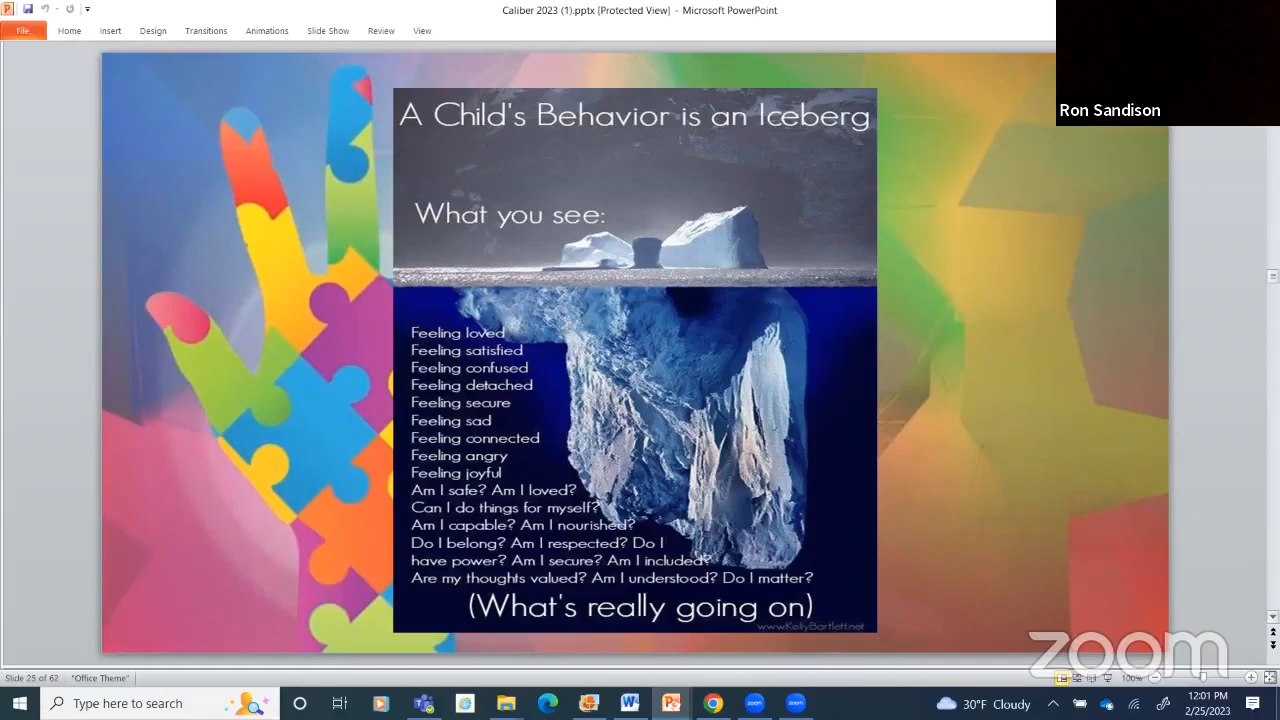 Caliber 2023 (1).pptx [Protected View] - Microsoft PowerPoint
File Home Insert Design Transitions Animations Slide Show Review View
Ron Sandison
A Child's Behavior is an Iceberg
What you see:
Feeling loved
Feeling satisfied
Feeling confused
Feeling detached
Feeling secure
Feeling sad
Feeling connected
Feeling angry
Feeling joyful
Am I safe? Am I loved?
Can I do things for myself?
Am I capable? Am I nourished?
Do I belong? Am I respected? Do I
have power? Am I secure? Am I included?
Are my thoughts valued? Am I understood? Do I matter?
(What's really going on)
www.KellyBartlett.net
zoom
Slide 25 of 62 "Office Theme" 100%
Type here to search 30°F Cloudy 12:01 PM
2/25/2023